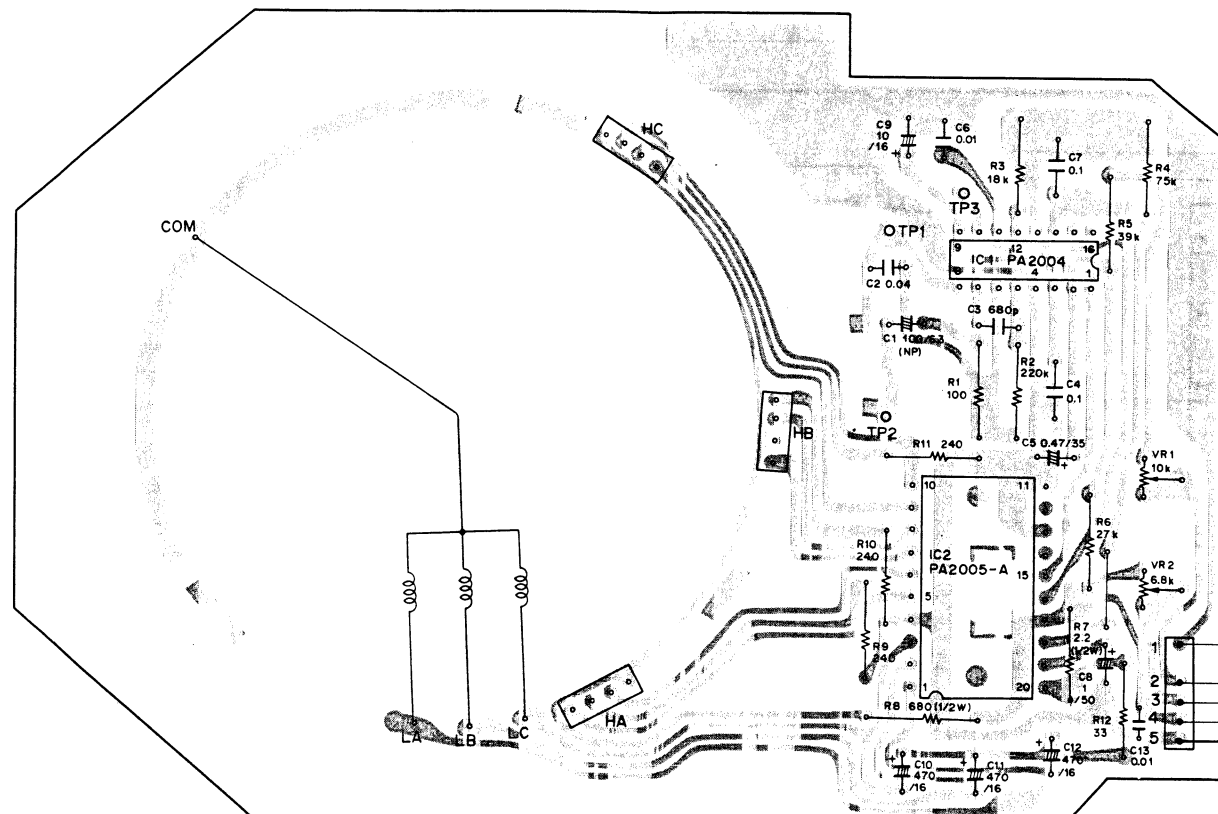 HC
COM
HB
HA
LA
LB
LC
C9
10
/16
+
C6
0.01
R3
18k
C7
0.1
R4
75k
TP3
TP1
R5
39k
9
12
16
IC1 PA2004
4
1
C2 0.04
C3 680p
C1 100/6.3
(NP)
R1
100
R2
220k
C4
0.1
TP2
R11 240
C5 0.47/35
+
VR1
10k
10
11
R6
27k
R10
240
IC2
PA2005-A
15
5
VR2
6.8k
R9
240
R7
2.2
(1/2W)
+
C8
1
/50
1
20
R8 680(1/2W)
R12
33
1
2
3
4
5
+
C10
470
/16
+
C11
470
/16
+
C12
470
/16
C13
0.01